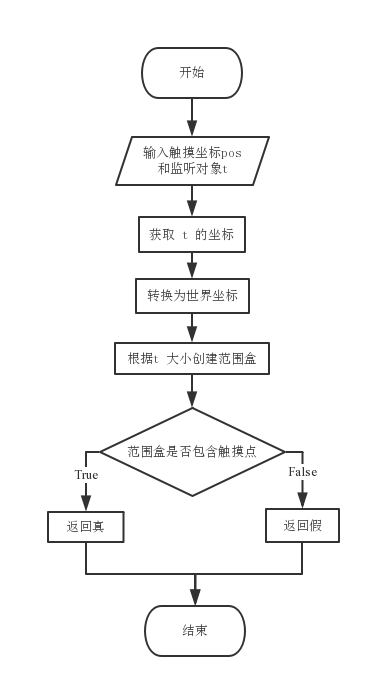 开始
输入触摸坐标pos
和监听对象t
获取 t 的坐标
转换为世界坐标
根据t 大小创建范围盒
范围盒是否包含触摸点
True
False
返回真
返回假
结束